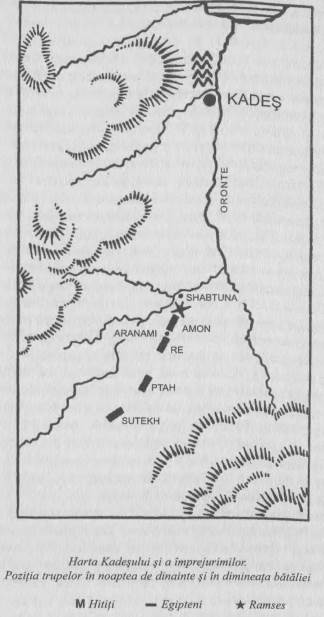 KADEŞ
ORONTE
SHABTUNA
AMON
ARANAMI
RE
PTAH
SUTEKH
Harta Kadeşului şi a împrejurimilor.
Poziţia trupelor în noaptea de dinainte şi în dimineaţa bătăliei
M Hitiţi – Egipteni ★ Ramses